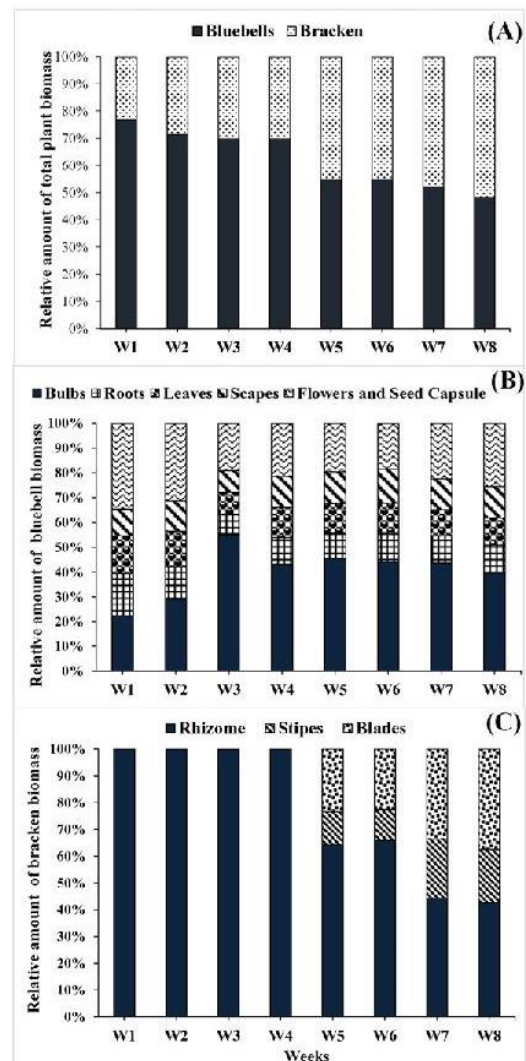 (A)
Bluebells Bracken
Relative amount of total plant biomass
100%
90%
80%
70%
60%
50%
40%
30%
20%
10%
0%
W1 W2 W3 W4 W5 W6 W7 W8
(B)
Bulbs Roots Leaves Scapes Flowers and Seed Capsule
Relative amount of bluebell biomass
100%
90%
80%
70%
60%
50%
40%
30%
20%
10%
0%
W1 W2 W3 W4 W5 W6 W7 W8
(C)
Rhizome Stipes Blades
Relative amount of bracken biomass
100%
90%
80%
70%
60%
50%
40%
30%
20%
10%
0%
W1 W2 W3 W4 W5 W6 W7 W8
Weeks